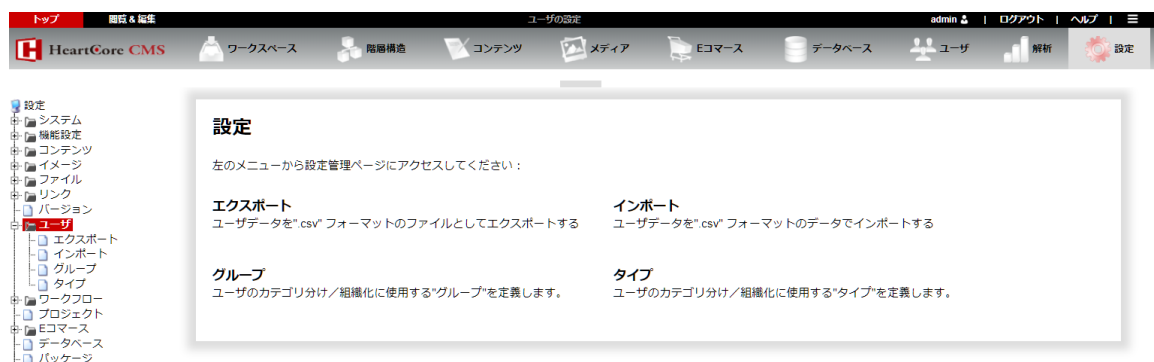 トップ 閲覧 & 編集 ユーザの設定 admin | ログアウト | ヘルプ |
HeartCore CMS ワークスペース 階層構造 コンテンツ メディア Eコマース データベース ユーザ 解析 設定
設定
システム
機能設定
コンテンツ
イメージ
ファイル
リンク
バージョン
ユーザ
エクスポート
インポート
グループ
タイプ
ワークフロー
プロジェクト
Eコマース
データベース
パッケージ
設定
左のメニューから設定管理ページにアクセスしてください：
エクスポート
ユーザデータを".csv" フォーマットのファイルとしてエクスポートする
インポート
ユーザデータを".csv" フォーマットのデータでインポートする
グループ
ユーザのカテゴリ分け／組織化に使用する"グループ"を定義します。
タイプ
ユーザのカテゴリ分け／組織化に使用する"タイプ"を定義します。